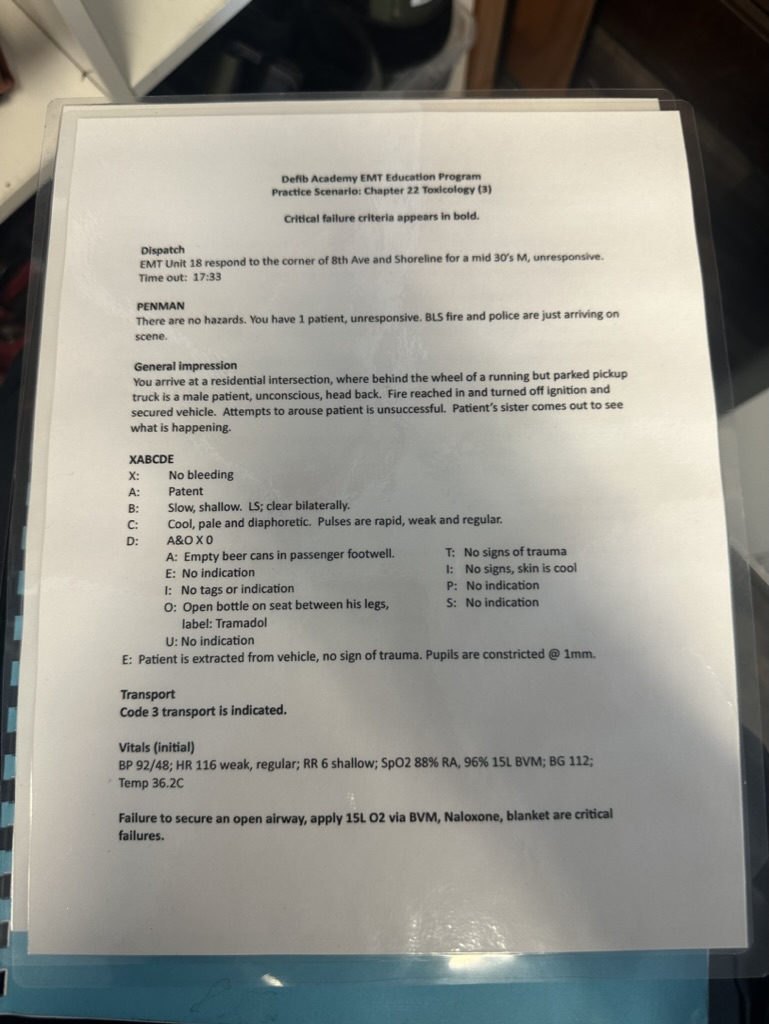 Defib Academy EMT Education Program
Practice Scenario: Chapter 22 Toxicology (3)
Critical failure criteria appears in bold.
Dispatch
EMT Unit 18 respond to the corner of 8th Ave and Shoreline for a mid 30's M, unresponsive.
Time out: 17:33
PENMAN
There are no hazards. You have 1 patient, unresponsive. BLS fire and police are just arriving on
scene.
General impression
You arrive at a residential intersection, where behind the wheel of a running but parked pickup
truck is a male patient, unconscious, head back. Fire reached in and turned off ignition and
secured vehicle. Attempts to arouse patient is unsuccessful. Patient's sister comes out to see
what is happening.
XABCDE
X: No bleeding
A: Patent
B: Slow, shallow. LS; clear bilaterally.
C: Cool, pale and diaphoretic. Pulses are rapid, weak and regular.
D: A&O X 0
A: Empty beer cans in passenger footwell. T: No signs of trauma
E: No indication I: No signs, skin is cool
I: No tags or indication P: No indication
O: Open bottle on seat between his legs, S: No indication
label: Tramadol
U: No indication
E: Patient is extracted from vehicle, no sign of trauma. Pupils are constricted @ 1mm.
Transport
Code 3 transport is indicated.
Vitals (initial)
BP 92/48; HR 116 weak, regular; RR 6 shallow; SpO2 88% RA, 96% 15L BVM; BG 112;
Temp 36.2C
Failure to secure an open airway, apply 15L O2 via BVM, Naloxone, blanket are critical
failures.